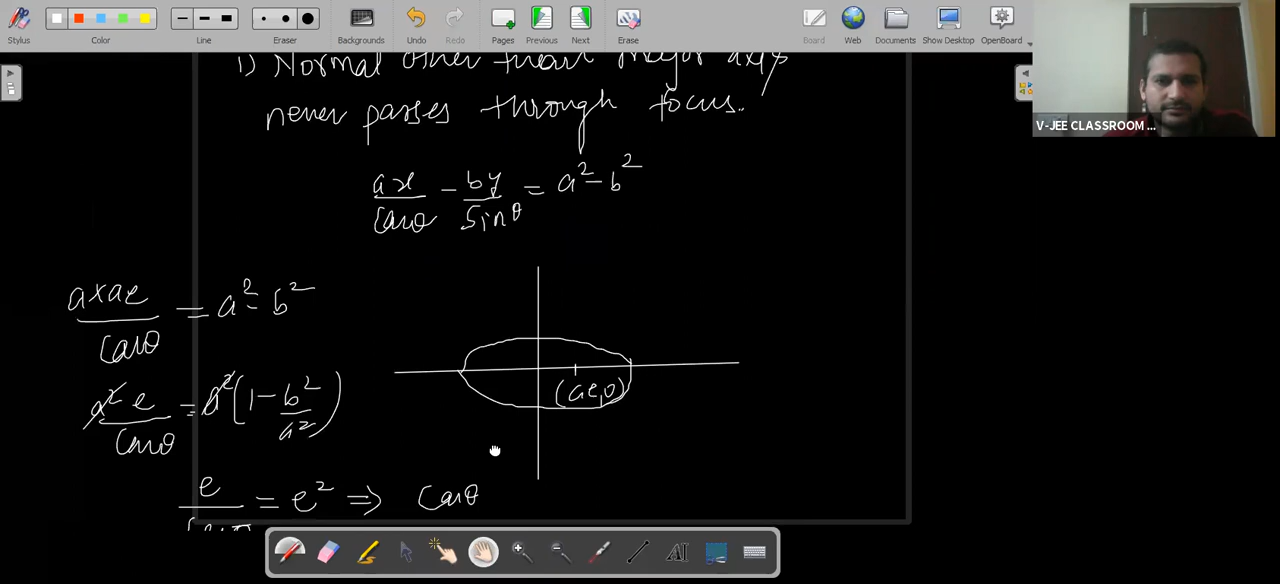 Stylus
Color
Line
Eraser
Backgrounds
Undo
Redo
Pages
Previous
Next
Erase
Board
Web
Documents
Show Desktop
OpenBoard
V-JEE CLASSROOM ...
1) Normal other than major axis
never passes through focus.
ax/cosθ - by/sinθ = a² - b²
a×ae/cosθ = a² - b²
a²e/cosθ = a²(1 - b²/a²)
(ae,0)
e/cosθ = e² ⇒ cosθ
AI